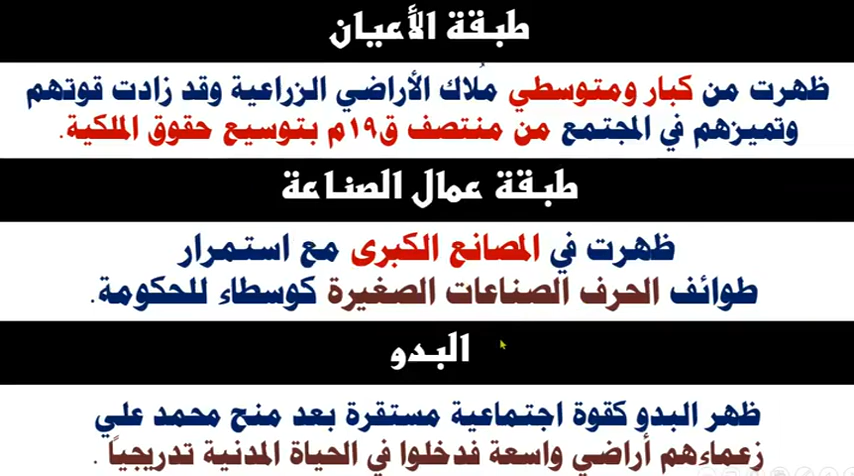 طبقة الأعيان
ظهرت من كبار ومتوسطي مُلاك الأراضي الزراعية وقد زادت قوتهم
وتميزهم في المجتمع من منتصف ق١٩م بتوسيع حقوق الملكية.
طبقة عمال الصناعة
ظهرت في المصانع الكبرى مع استمرار
طوائف الحرف الصناعات الصغيرة كوسطاء للحكومة.
البدو
ظهر البدو كقوة اجتماعية مستقرة بعد منح محمد علي
زعماءهم أراضي واسعة فدخلوا في الحياة المدنية تدريجياً .